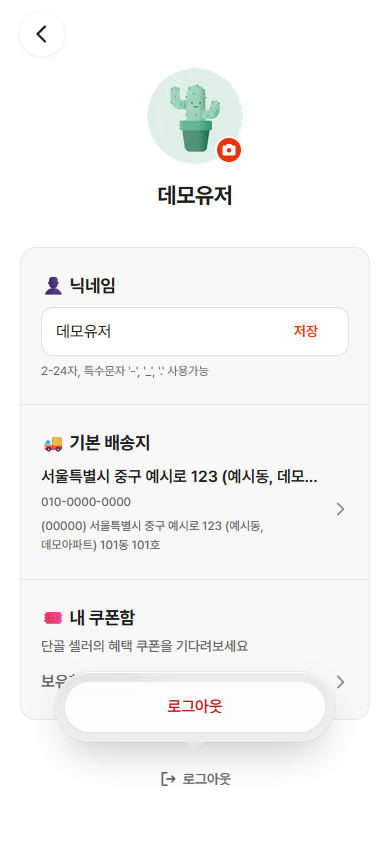 데모유저
닉네임
데모유저
저장
2-24자, 특수문자 '-', '_', '.' 사용가능
기본 배송지
서울특별시 중구 예시로 123 (예시동, 데모...
010-0000-0000
(00000) 서울특별시 중구 예시로 123 (예시동,
데모아파트) 101동 101호
내 쿠폰함
단골 셀러의 혜택 쿠폰을 기다려보세요
로그아웃
로그아웃